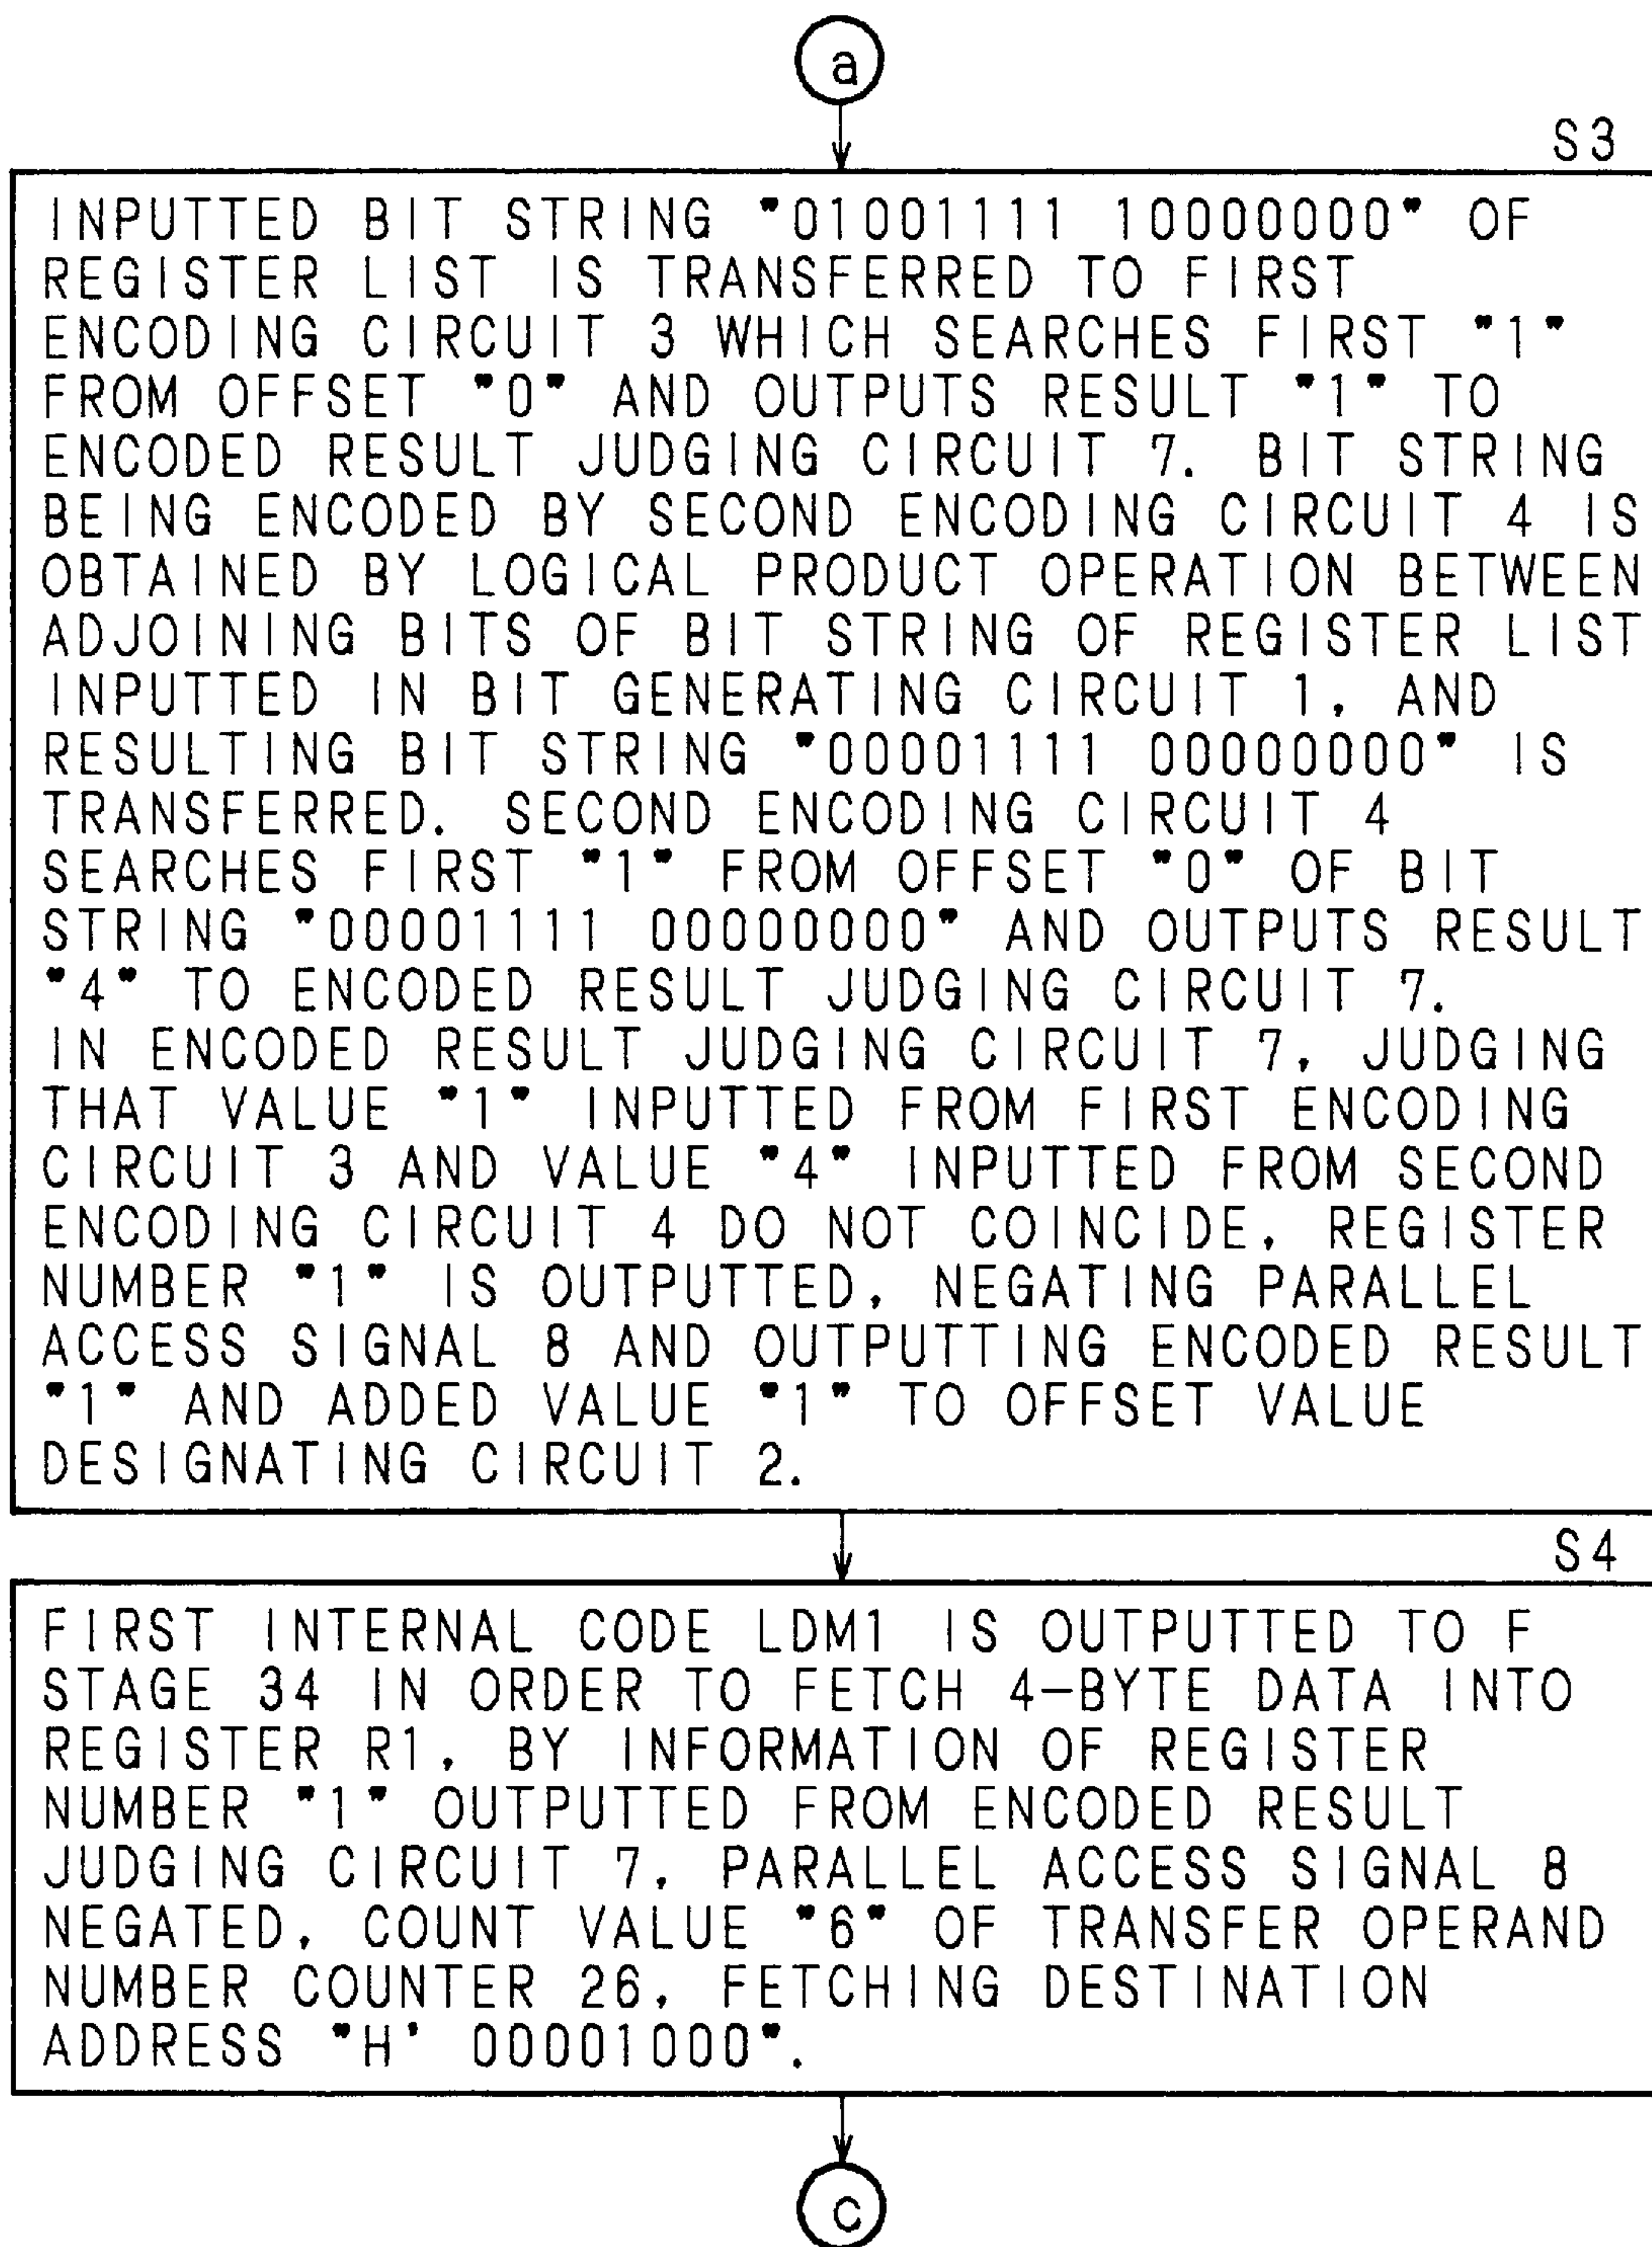 a
S3
INPUTTED BIT STRING "01001111 10000000" OF
REGISTER LIST IS TRANSFERRED TO FIRST
ENCODING CIRCUIT 3 WHICH SEARCHES FIRST "1"
FROM OFFSET "0" AND OUTPUTS RESULT "1" TO
ENCODED RESULT JUDGING CIRCUIT 7. BIT STRING
BEING ENCODED BY SECOND ENCODING CIRCUIT 4 IS
OBTAINED BY LOGICAL PRODUCT OPERATION BETWEEN
ADJOINING BITS OF BIT STRING OF REGISTER LIST
INPUTTED IN BIT GENERATING CIRCUIT 1, AND
RESULTING BIT STRING "00001111 00000000" IS
TRANSFERRED. SECOND ENCODING CIRCUIT 4
SEARCHES FIRST "1" FROM OFFSET "0" OF BIT
STRING "00001111 00000000" AND OUTPUTS RESULT
"4" TO ENCODED RESULT JUDGING CIRCUIT 7.
IN ENCODED RESULT JUDGING CIRCUIT 7, JUDGING
THAT VALUE "1" INPUTTED FROM FIRST ENCODING
CIRCUIT 3 AND VALUE "4" INPUTTED FROM SECOND
ENCODING CIRCUIT 4 DO NOT COINCIDE, REGISTER
NUMBER "1" IS OUTPUTTED, NEGATING PARALLEL
ACCESS SIGNAL 8 AND OUTPUTTING ENCODED RESULT
"1" AND ADDED VALUE "1" TO OFFSET VALUE
DESIGNATING CIRCUIT 2.
S4
FIRST INTERNAL CODE LDM1 IS OUTPUTTED TO F
STAGE 34 IN ORDER TO FETCH 4-BYTE DATA INTO
REGISTER R1, BY INFORMATION OF REGISTER
NUMBER "1" OUTPUTTED FROM ENCODED RESULT
JUDGING CIRCUIT 7, PARALLEL ACCESS SIGNAL 8
NEGATED, COUNT VALUE "6" OF TRANSFER OPERAND
NUMBER COUNTER 26, FETCHING DESTINATION
ADDRESS "H' 00001000".
c